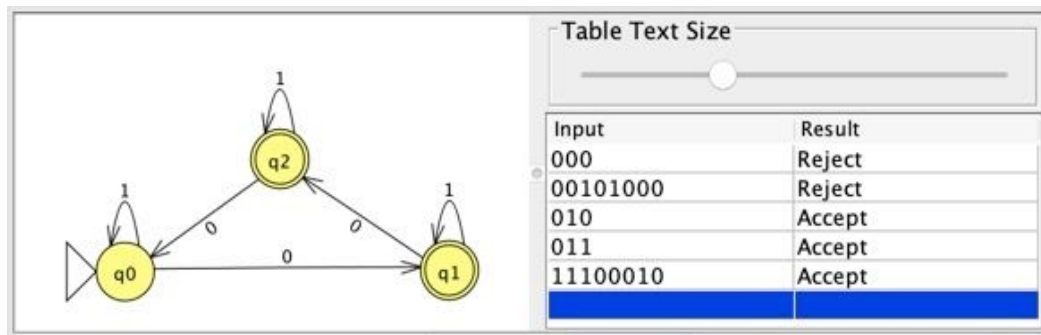 Table Text Size
1
q2
1
1
0
0
0
q0
q1
Input Result
000 Reject
00101000 Reject
010 Accept
011 Accept
11100010 Accept